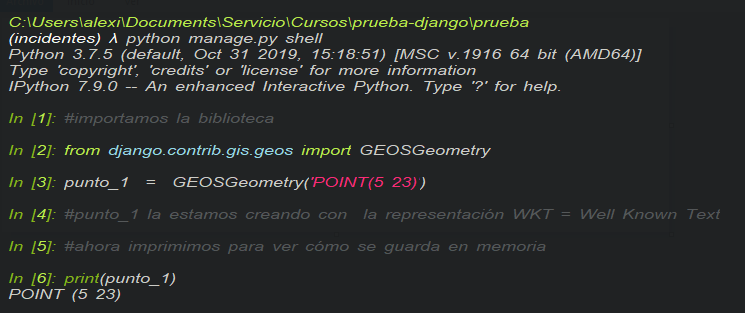 C:\Users\alexi\Documents\Servicio\Cursos\prueba-django\prueba
(incidentes) λ python manage.py shell
Python 3.7.5 (default, Oct 31 2019, 15:18:51) [MSC v.1916 64 bit (AMD64)]
Type 'copyright', 'credits' or 'license' for more information
IPython 7.9.0 -- An enhanced Interactive Python. Type '?' for help.
In [1]: #importamos la biblioteca
In [2]: from django.contrib.gis.geos import GEOSGeometry
In [3]: punto_1 = GEOSGeometry('POINT(5 23)')
In [4]: #punto_1 la estamos creando con la representación WKT = Well Known Text
In [5]: #ahora imprimimos para ver cómo se guarda en memoria
In [6]: print(punto_1)
POINT (5 23)